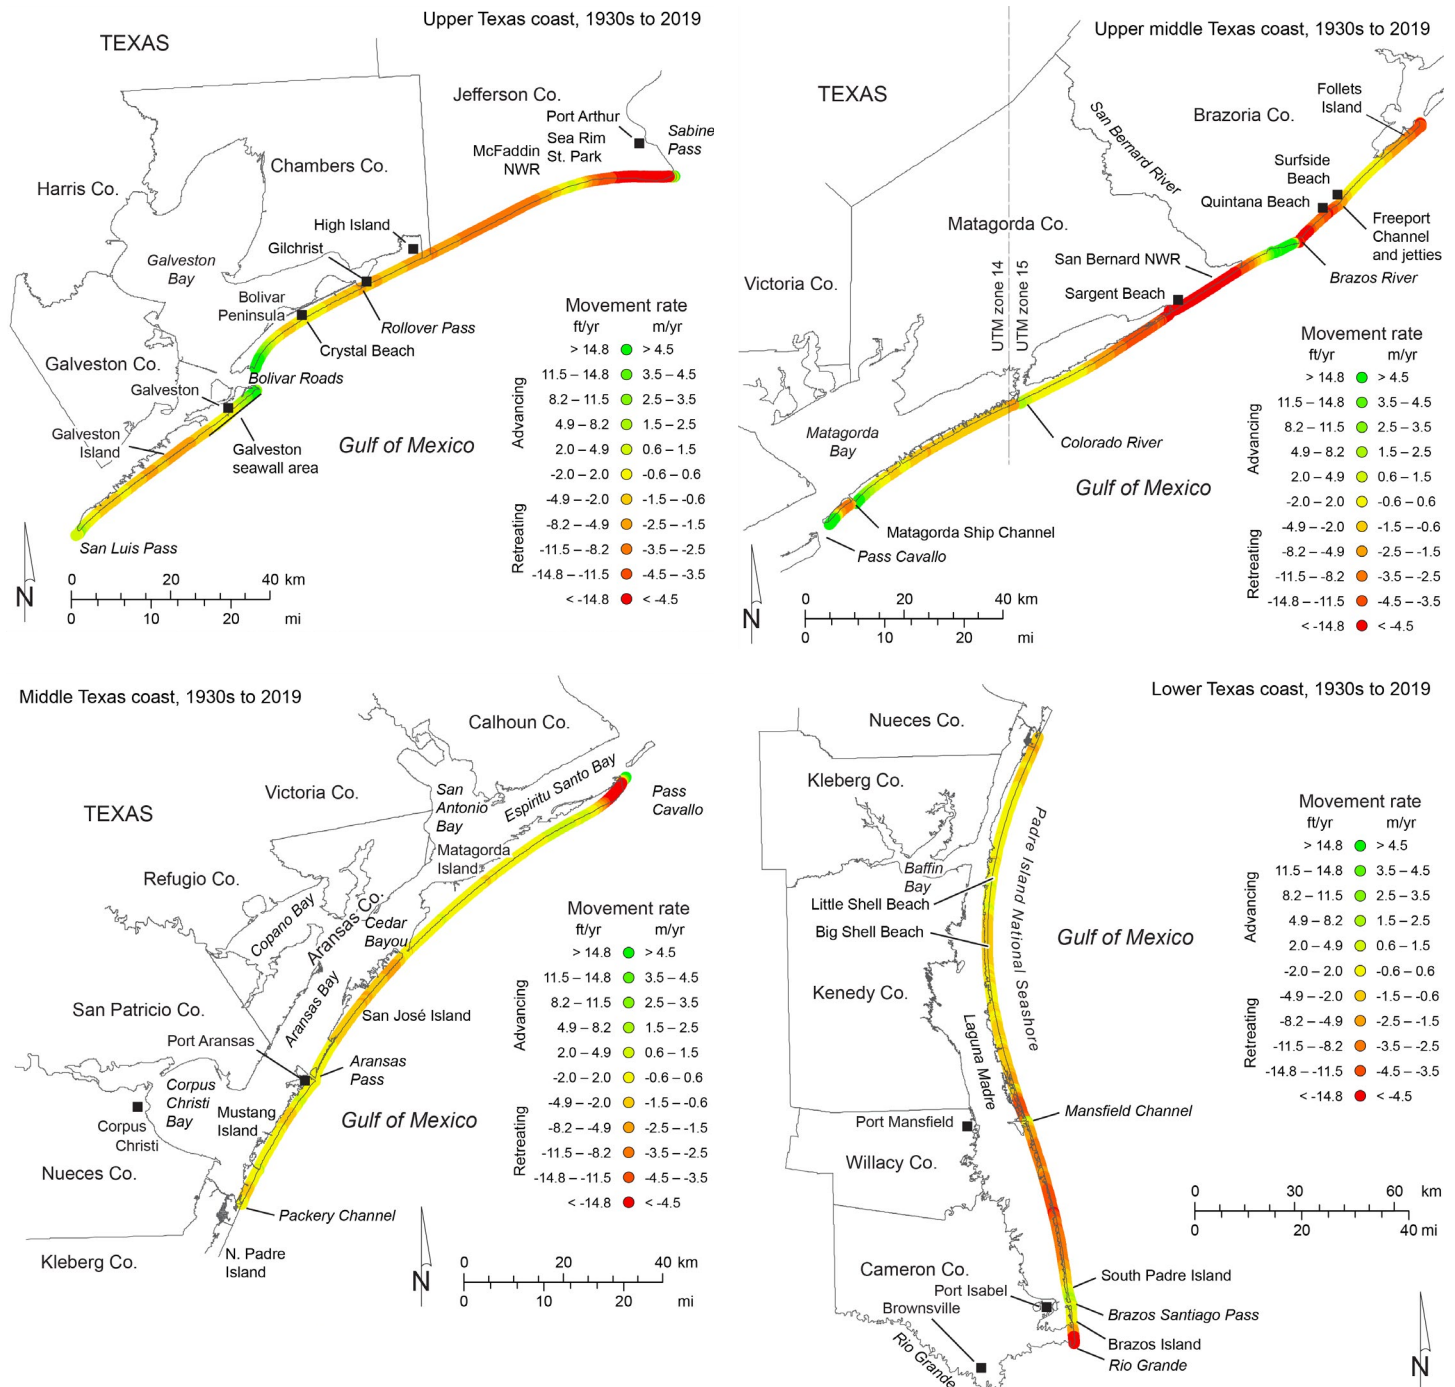 Upper Texas coast, 1930s to 2019
TEXAS
Jefferson Co.
Port Arthur
Sabine
Pass
Sea Rim
St. Park
McFaddin
NWR
Chambers Co.
Harris Co.
High Island
Gilchrist
Galveston
Bay
Bolivar
Peninsula
Rollover Pass
Crystal Beach
Galveston Co.
Bolivar Roads
Galveston
Galveston
Island
Galveston
seawall area
Gulf of Mexico
San Luis Pass
Movement rate
ft/yr m/yr
> 14.8 > 4.5
11.5 – 14.8 3.5 – 4.5
8.2 – 11.5 2.5 – 3.5
4.9 – 8.2 1.5 – 2.5
2.0 – 4.9 0.6 – 1.5
-2.0 – 2.0 -0.6 – 0.6
-4.9 – -2.0 -1.5 – -0.6
-8.2 – -4.9 -2.5 – -1.5
-11.5 – -8.2 -3.5 – -2.5
-14.8 – -11.5 -4.5 – -3.5
< -14.8 < -4.5
Advancing
Retreating
N
0 20 40 km
0 10 20 mi
Upper middle Texas coast, 1930s to 2019
TEXAS
Follets
Island
Brazoria Co.
San Bernard River
Surfside
Beach
Quintana Beach
Freeport
Channel
and jetties
Matagorda Co.
San Bernard NWR
Brazos River
Victoria Co.
Sargent Beach
UTM zone 14
UTM zone 15
Colorado River
Matagorda
Bay
Gulf of Mexico
Matagorda Ship Channel
Pass Cavallo
Movement rate
ft/yr m/yr
> 14.8 > 4.5
11.5 – 14.8 3.5 – 4.5
8.2 – 11.5 2.5 – 3.5
4.9 – 8.2 1.5 – 2.5
2.0 – 4.9 0.6 – 1.5
-2.0 – 2.0 -0.6 – 0.6
-4.9 – -2.0 -1.5 – -0.6
-8.2 – -4.9 -2.5 – -1.5
-11.5 – -8.2 -3.5 – -2.5
-14.8 – -11.5 -4.5 – -3.5
< -14.8 < -4.5
Advancing
Retreating
N
0 20 40 km
0 10 20 mi
Middle Texas coast, 1930s to 2019
Calhoun Co.
Victoria Co.
TEXAS
San
Antonio
Bay
Espiritu Santo Bay
Pass
Cavallo
Matagorda
Island
Refugio Co.
Copano Bay
Aransas Co.
Cedar
Bayou
San Patricio Co.
Aransas Bay
San José Island
Port Aransas
Aransas
Pass
Corpus
Christi
Bay
Mustang
Island
Corpus
Christi
Gulf of Mexico
Nueces Co.
Packery Channel
Kleberg Co.
N. Padre
Island
Movement rate
ft/yr m/yr
> 14.8 > 4.5
11.5 – 14.8 3.5 – 4.5
8.2 – 11.5 2.5 – 3.5
4.9 – 8.2 1.5 – 2.5
2.0 – 4.9 0.6 – 1.5
-2.0 – 2.0 -0.6 – 0.6
-4.9 – -2.0 -1.5 – -0.6
-8.2 – -4.9 -2.5 – -1.5
-11.5 – -8.2 -3.5 – -2.5
-14.8 – -11.5 -4.5 – -3.5
< -14.8 < -4.5
Advancing
Retreating
N
0 20 40 km
0 10 20 mi
Lower Texas coast, 1930s to 2019
Nueces Co.
Kleberg Co.
Padre Island National Seashore
Baffin
Bay
Little Shell Beach
Big Shell Beach
Gulf of Mexico
Kenedy Co.
Laguna Madre
Mansfield Channel
Port Mansfield
Willacy Co.
Cameron Co.
South Padre Island
Port Isabel
Brazos Santiago Pass
Brownsville
Brazos Island
Rio Grande
Rio Grande
Movement rate
ft/yr m/yr
> 14.8 > 4.5
11.5 – 14.8 3.5 – 4.5
8.2 – 11.5 2.5 – 3.5
4.9 – 8.2 1.5 – 2.5
2.0 – 4.9 0.6 – 1.5
-2.0 – 2.0 -0.6 – 0.6
-4.9 – -2.0 -1.5 – -0.6
-8.2 – -4.9 -2.5 – -1.5
-11.5 – -8.2 -3.5 – -2.5
-14.8 – -11.5 -4.5 – -3.5
< -14.8 < -4.5
Advancing
Retreating
0 30 60 km
0 20 40 mi
N